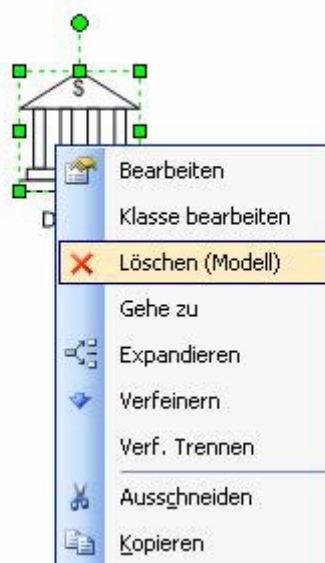 $
D
Bearbeiten
Klasse bearbeiten
Löschen (Modell)
Gehe zu
Expandieren
Verfeinern
Verf. Trennen
Ausschneiden
Kopieren